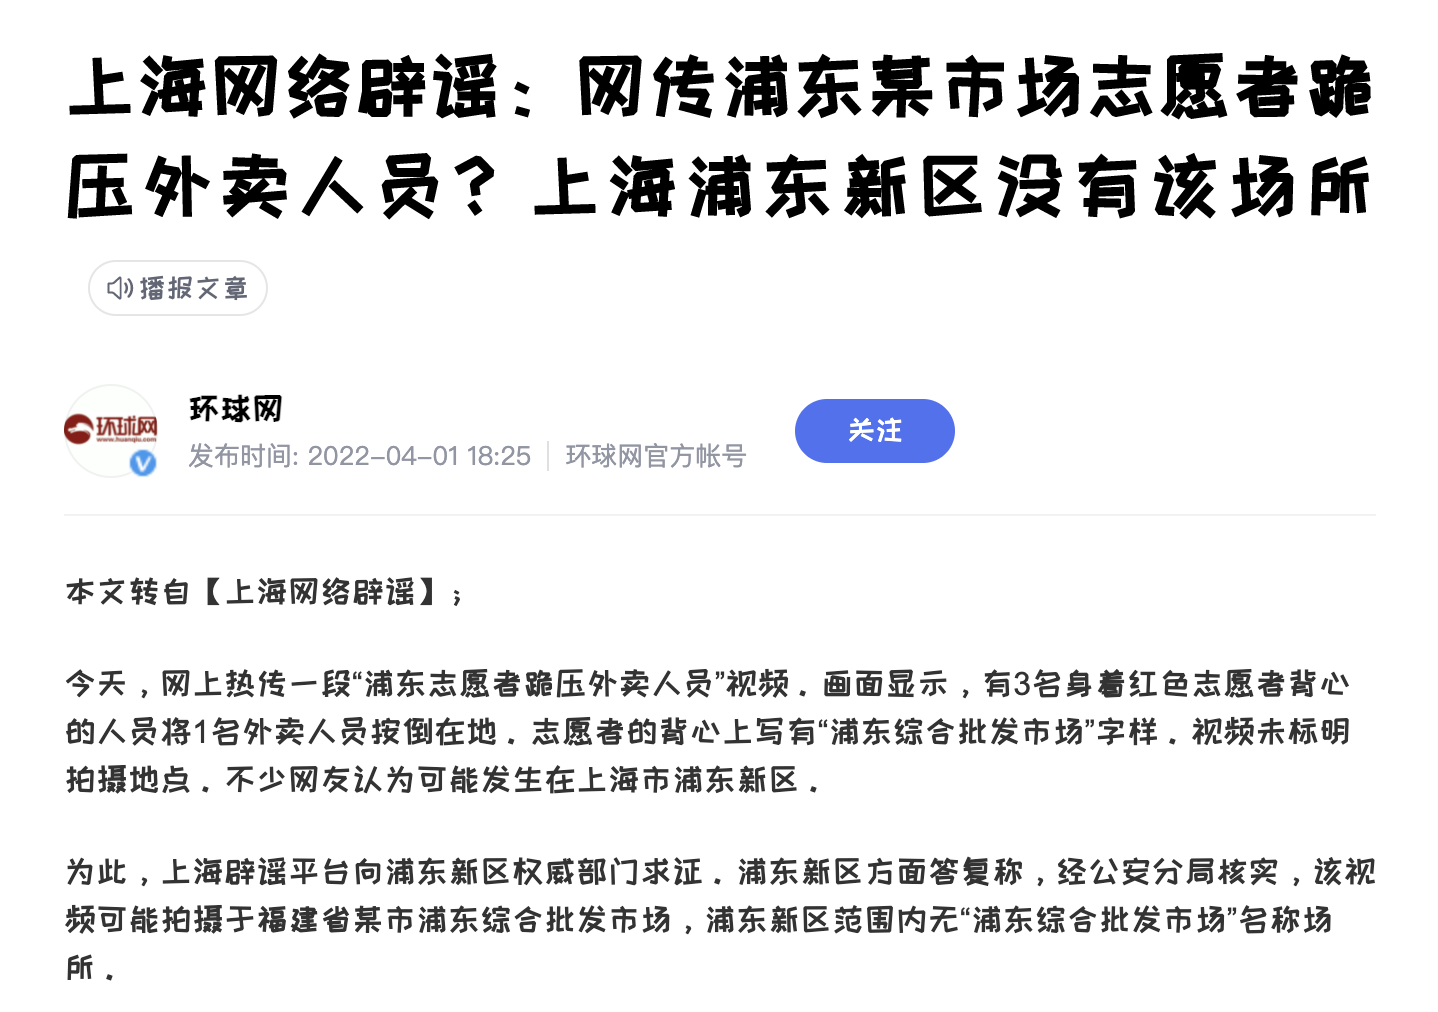 上海网络辟谣：网传浦东某市场志愿者跪
压外卖人员？上海浦东新区没有该场所
播报文章
环球网
www.huanqiu.com
环球网
发布时间: 2022-04-01 18:25
环球网官方帐号
关注
本文转自【上海网络辟谣】；
今天，网上热传一段“浦东志愿者跪压外卖人员”视频。画面显示，有3名身着红色志愿者背心
的人员将1名外卖人员按倒在地。志愿者的背心上写有“浦东综合批发市场”字样。视频未标明
拍摄地点。不少网友认为可能发生在上海市浦东新区。
为此，上海辟谣平台向浦东新区权威部门求证。浦东新区方面答复称，经公安分局核实，该视
频可能拍摄于福建省某市浦东综合批发市场，浦东新区范围内无“浦东综合批发市场”名称场
所。